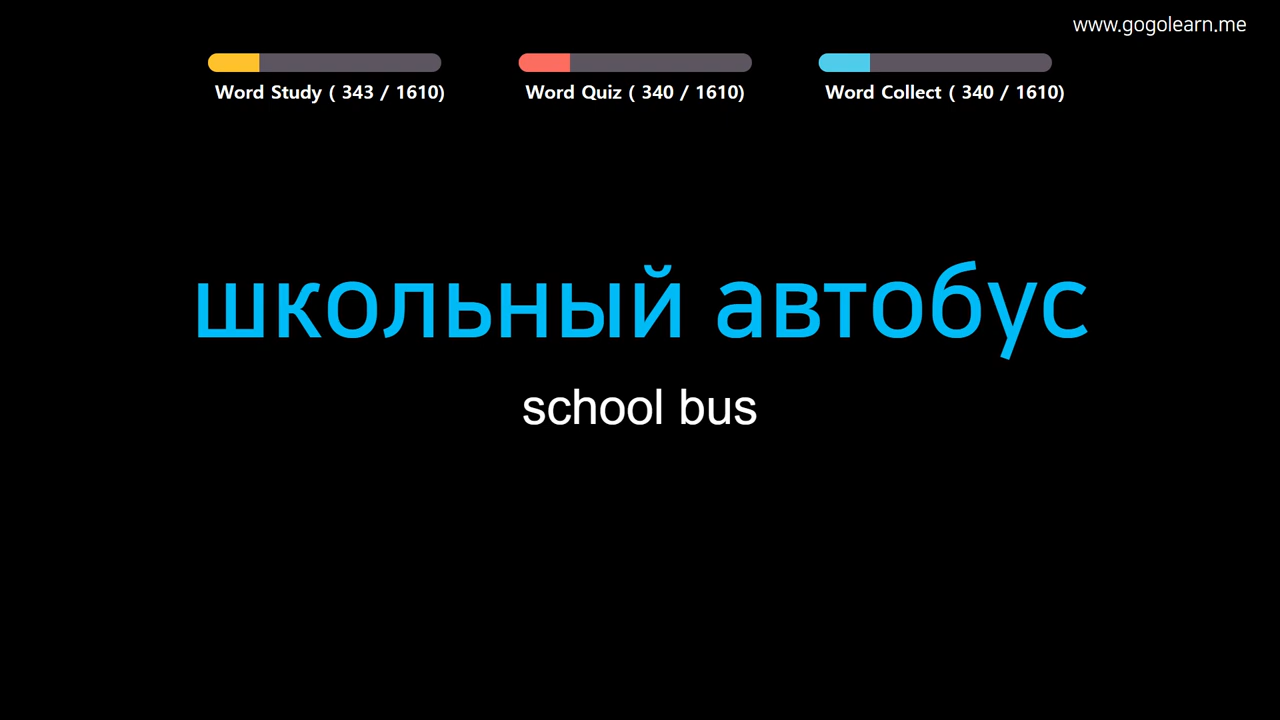 www.gogolearn.me
Word Study ( 343 / 1610)
Word Quiz ( 340 / 1610)
Word Collect ( 340 / 1610)
школьный автобус
school bus